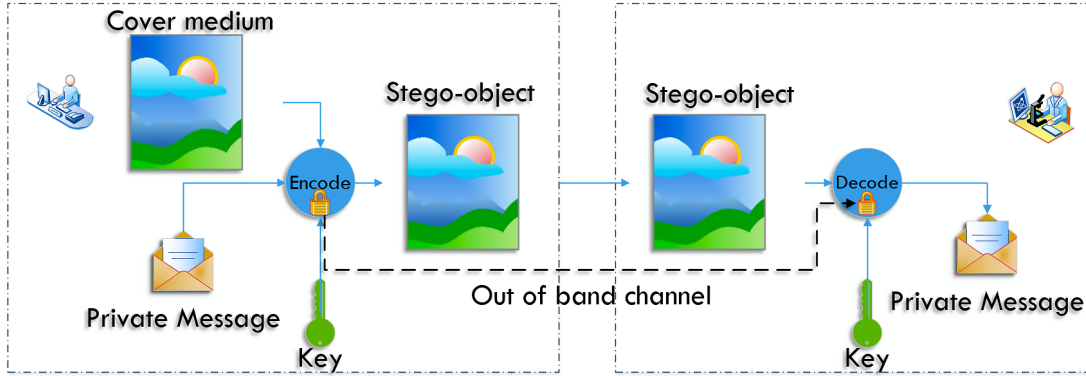 Cover medium
Stego-object
Stego-object
Encode
Decode
Private Message
Out of band channel
Private Message
Key
Key